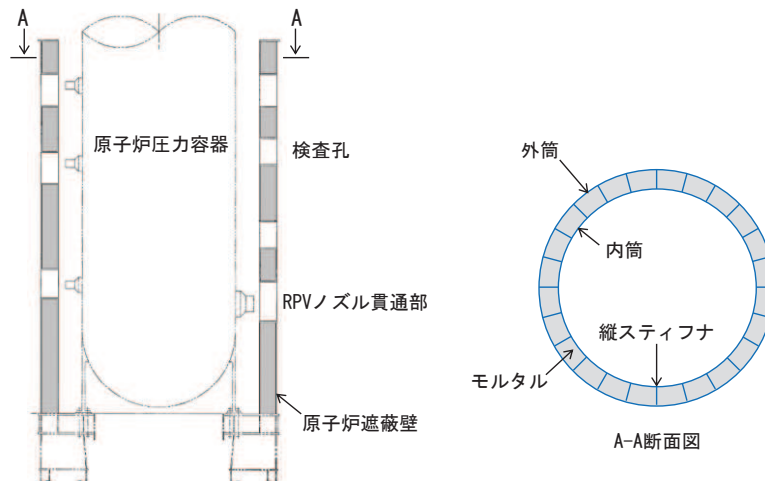 A
A
原子炉圧力容器
検査孔
RPVノズル貫通部
原子炉遮蔽壁
外筒
内筒
縦スティフナ
モルタル
A-A断面図